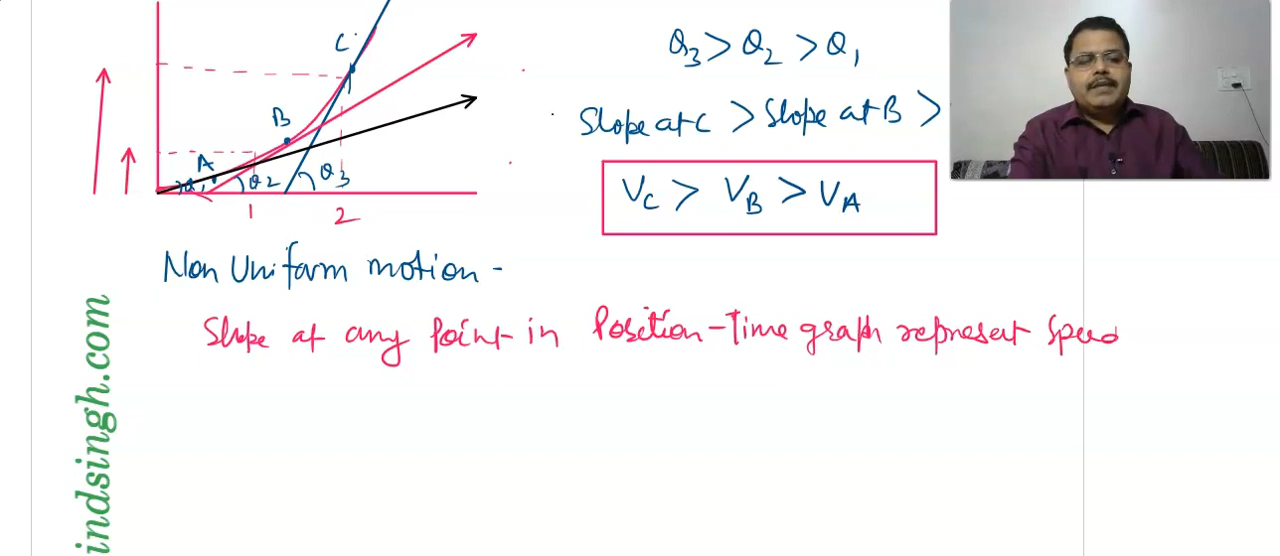 C
B
A
θ1
θ2
θ3
1
2
θ3 > θ2 > θ1
Slope at C > Slope at B >
VC > VB > VA
Non Uniform motion -
Slope at any point in Position-Time graph represent Speed
indsingh.com